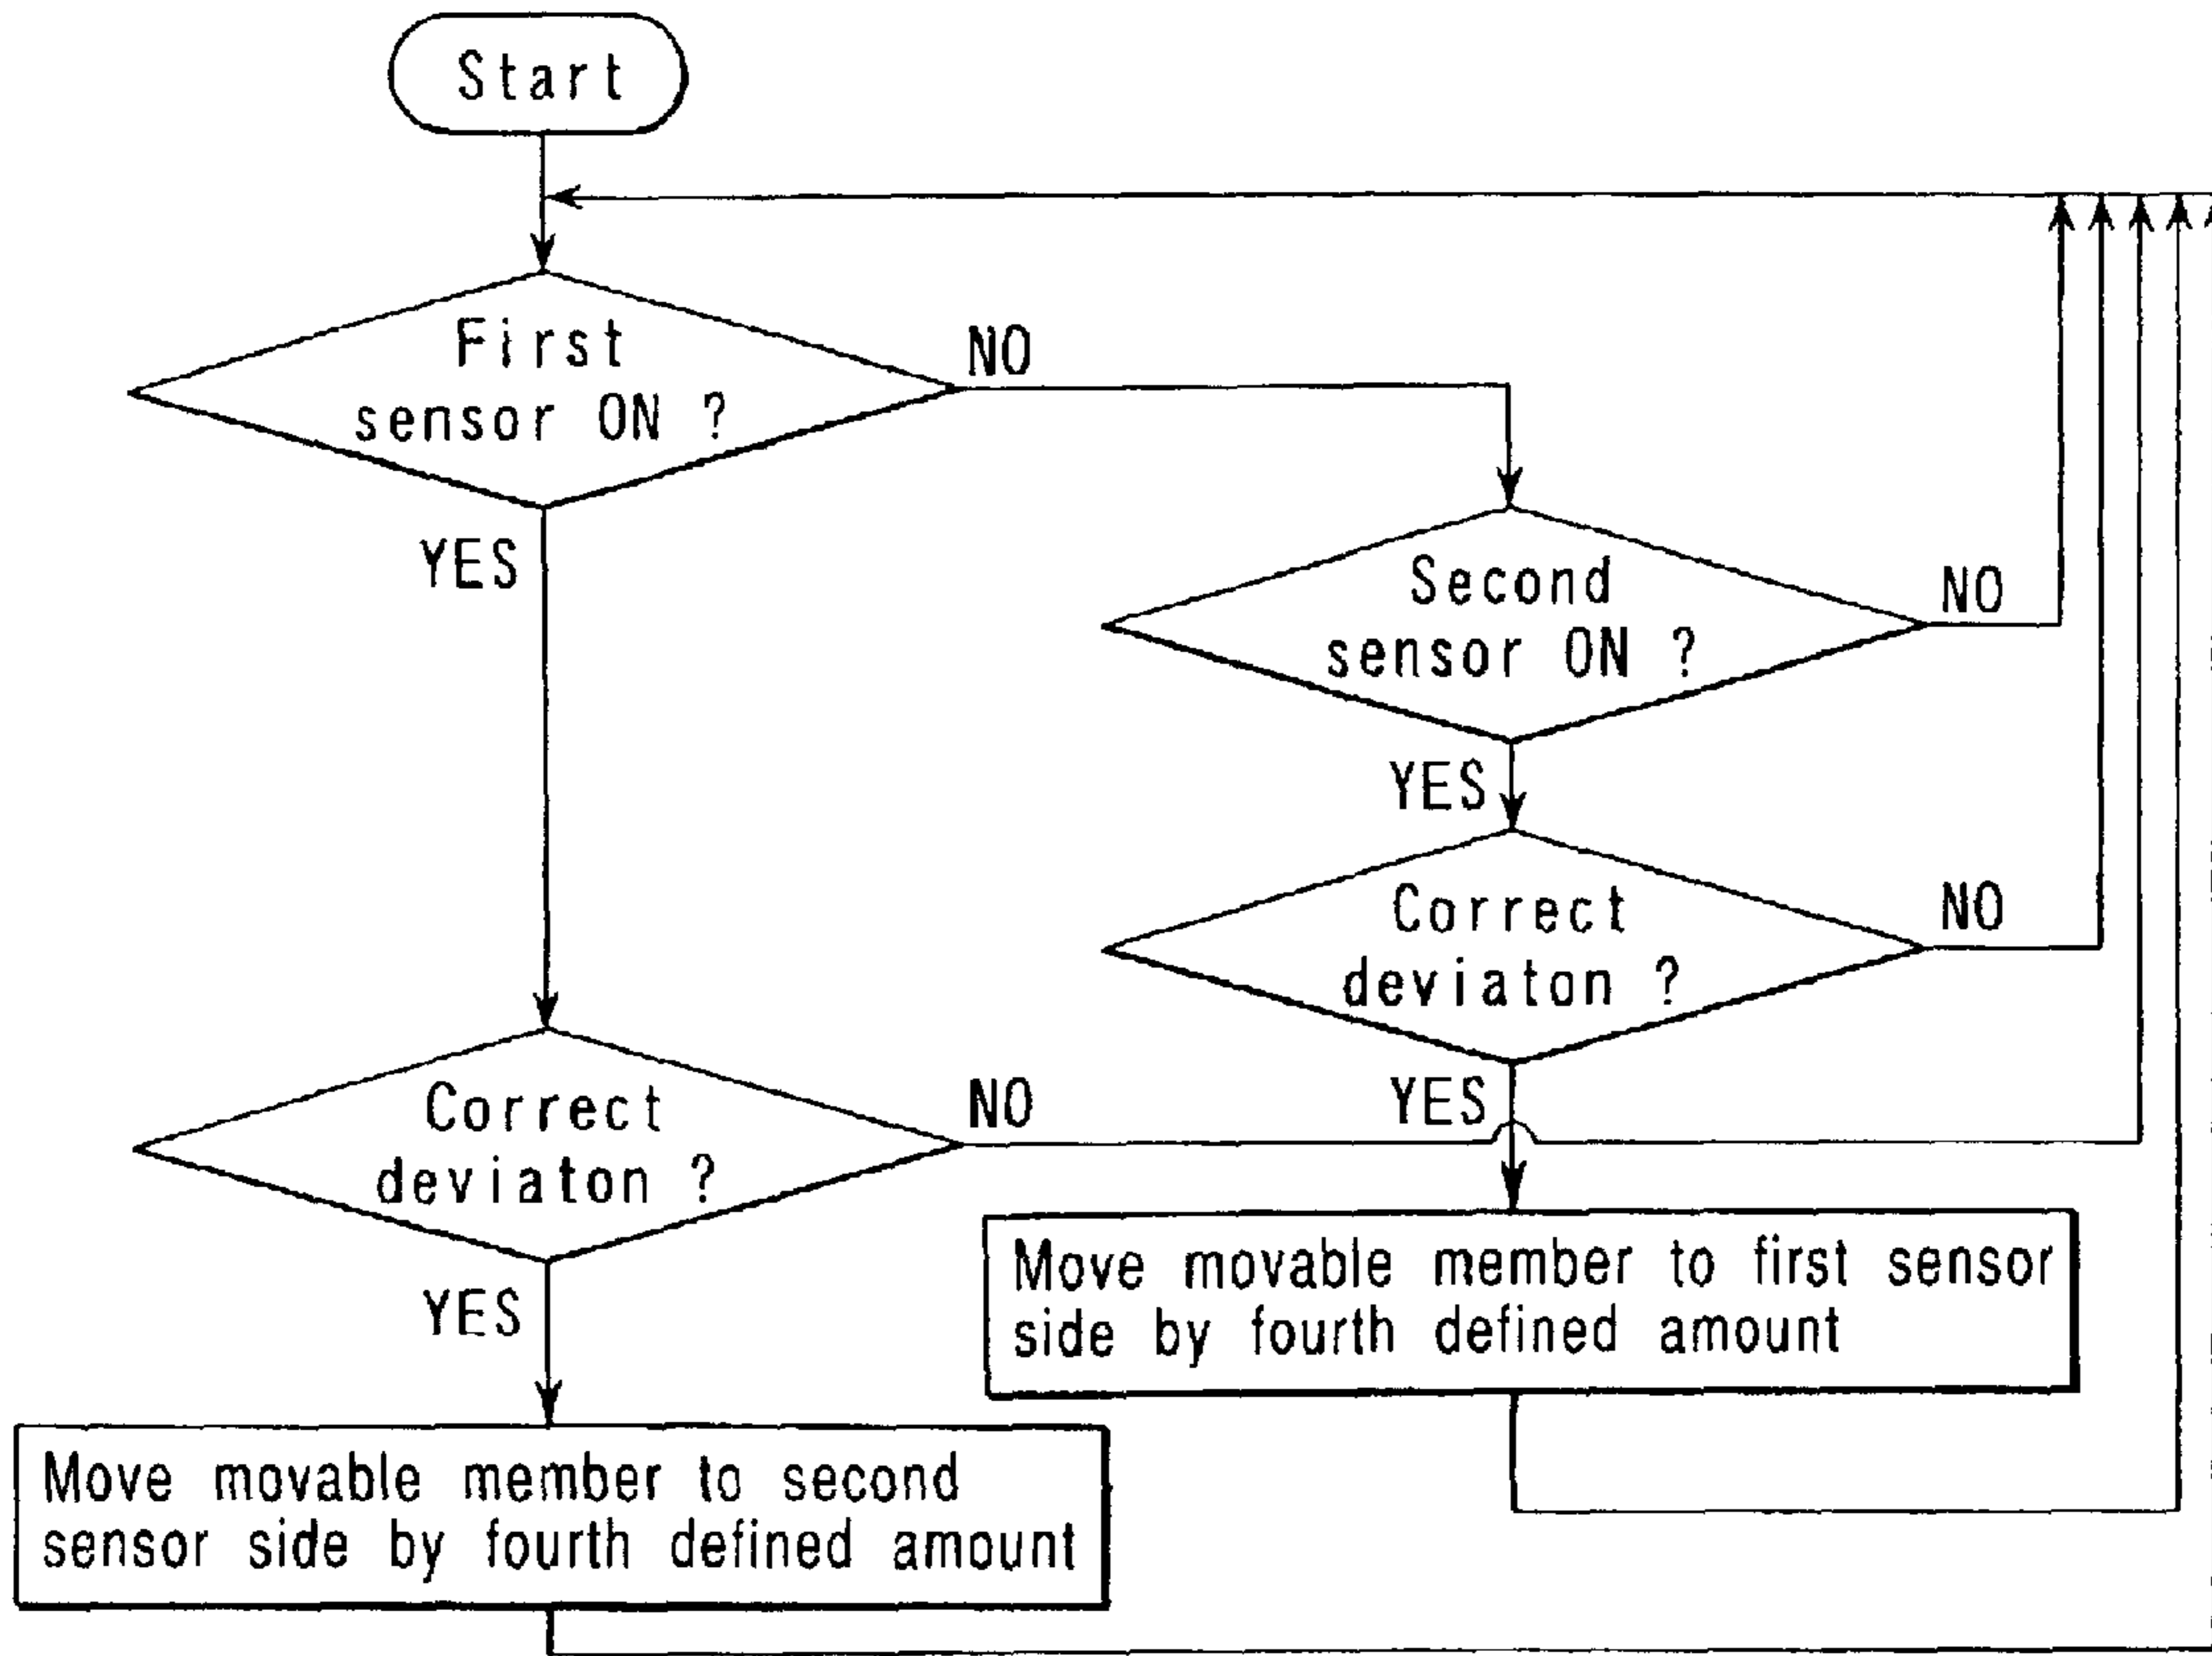 Start
First
sensor ON ?
NO
YES
Second
sensor ON ?
NO
YES
Correct
deviaton ?
NO
YES
Correct
deviaton ?
NO
YES
Move movable member to first sensor
side by fourth defined amount
Move movable member to second
sensor side by fourth defined amount